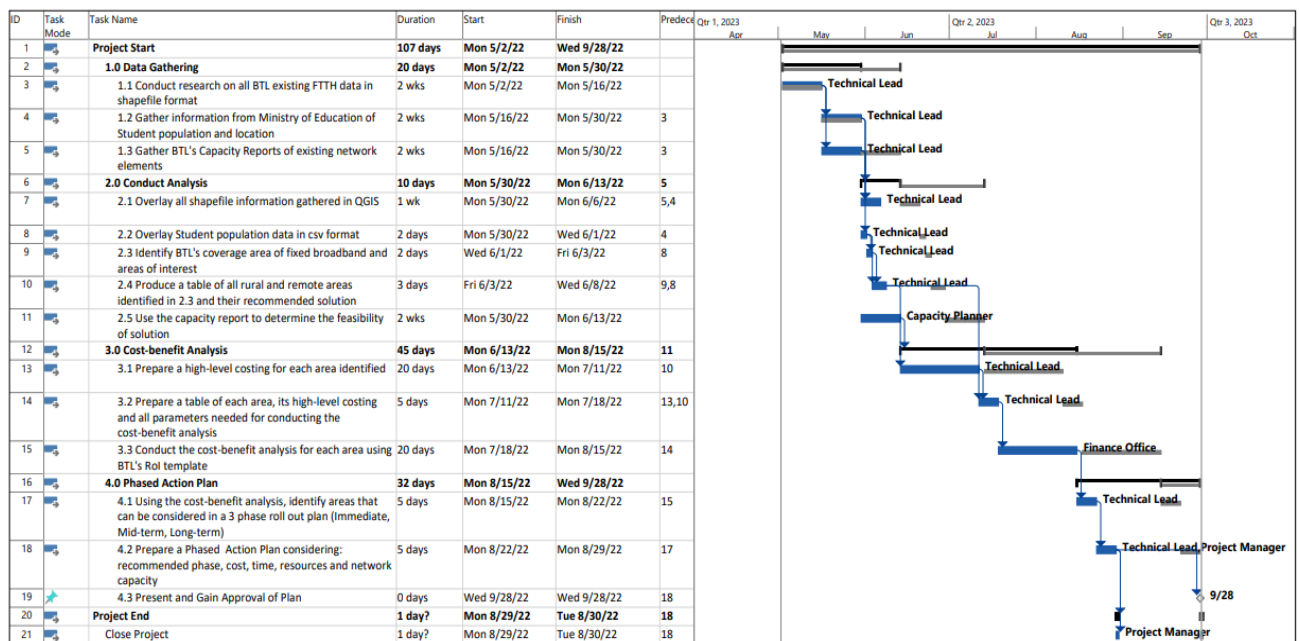 ID Task Mode Task Name Duration Start Finish Predece Qtr 1, 2023 Qtr 2, 2023 Qtr 3, 2023
Apr May Jun Jul Aug Sep Oct
1 Project Start 107 days Mon 5/2/22 Wed 9/28/22
2 1.0 Data Gathering 20 days Mon 5/2/22 Mon 5/30/22
3 1.1 Conduct research on all BTL existing FTTH data in 2 wks Mon 5/2/22 Mon 5/16/22 Technical Lead
shapefile format
4 1.2 Gather information from Ministry of Education of 2 wks Mon 5/16/22 Mon 5/30/22 3 Technical Lead
Student population and location
5 1.3 Gather BTL's Capacity Reports of existing network 2 wks Mon 5/16/22 Mon 5/30/22 3 Technical Lead
elements
6 2.0 Conduct Analysis 10 days Mon 5/30/22 Mon 6/13/22 5
7 2.1 Overlay all shapefile information gathered in QGIS 1 wk Mon 5/30/22 Mon 6/6/22 5,4 Technical Lead
8 2.2 Overlay Student population data in csv format 2 days Mon 5/30/22 Wed 6/1/22 4 Technical Lead
9 2.3 Identify BTL's coverage area of fixed broadband and 2 days Wed 6/1/22 Fri 6/3/22 8 Technical Lead
areas of interest
10 2.4 Produce a table of all rural and remote areas 3 days Fri 6/3/22 Wed 6/8/22 9,8 Technical Lead
identified in 2.3 and their recommended solution
11 2.5 Use the capacity report to determine the feasibility 2 wks Mon 5/30/22 Mon 6/13/22 Capacity Planner
of solution
12 3.0 Cost-benefit Analysis 45 days Mon 6/13/22 Mon 8/15/22 11
13 3.1 Prepare a high-level costing for each area identified 20 days Mon 6/13/22 Mon 7/11/22 10 Technical Lead
14 3.2 Prepare a table of each area, its high-level costing 5 days Mon 7/11/22 Mon 7/18/22 13,10 Technical Lead
and all parameters needed for conducting the
cost-benefit analysis
15 3.3 Conduct the cost-benefit analysis for each area using 20 days Mon 7/18/22 Mon 8/15/22 14 Finance Office
BTL's RoI template
16 4.0 Phased Action Plan 32 days Mon 8/15/22 Wed 9/28/22
17 4.1 Using the cost-benefit analysis, identify areas that 5 days Mon 8/15/22 Mon 8/22/22 15 Technical Lead
can be considered in a 3 phase roll out plan (Immediate,
Mid-term, Long-term)
18 4.2 Prepare a Phased Action Plan considering: 5 days Mon 8/22/22 Mon 8/29/22 17 Technical Lead,Project Manager
recommended phase, cost, time, resources and network
capacity
19 4.3 Present and Gain Approval of Plan 0 days Wed 9/28/22 Wed 9/28/22 18 9/28
20 Project End 1 day? Mon 8/29/22 Tue 8/30/22 18
21 Close Project 1 day? Mon 8/29/22 Tue 8/30/22 18 Project Manager